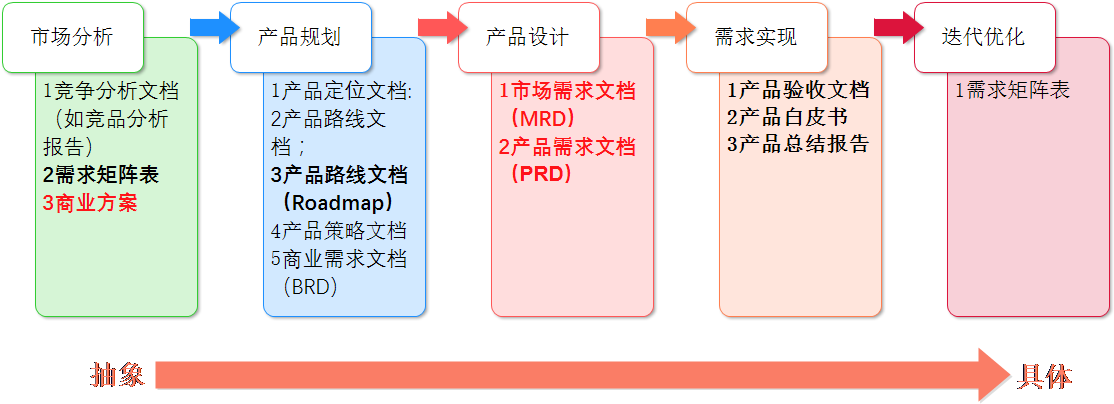 市场分析
1竞争分析文档
（如竞品分析
报告）
2需求矩阵表
3商业方案
产品规划
1产品定位文档:
2产品路线文
档；
3产品路线文档
（Roadmap）
4产品策略文档
5商业需求文档
（BRD）
产品设计
1市场需求文档
（MRD）
2产品需求文档
（PRD）
需求实现
1产品验收文档
2产品白皮书
3产品总结报告
迭代优化
1需求矩阵表
抽象
具体